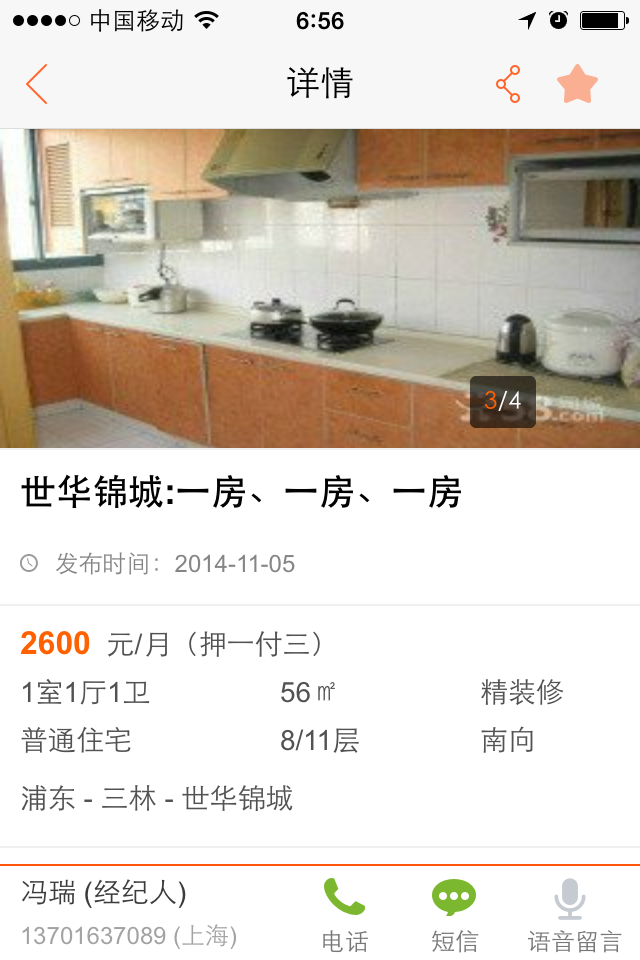 中国移动 6:56
详情
3/4
.com
世华锦城:一房、一房、一房
发布时间：2014-11-05
2600 元/月（押一付三）
1室1厅1卫 56㎡ 精装修
普通住宅 8/11层 南向
浦东 - 三林 - 世华锦城
冯瑞 (经纪人)
13701637089 (上海)
电话 短信 语音留言